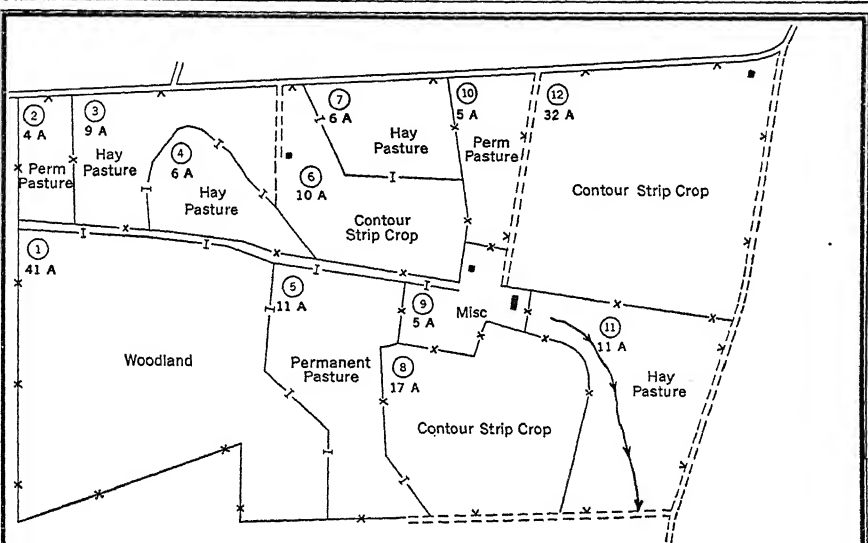 2
4 A
Perm
Pasture
3
9 A
Hay
Pasture
4
6 A
Hay
Pasture
7
6 A
Hay
Pasture
6
10 A
Contour
Strip Crop
10
5 A
Perm
Pasture
12
32 A
Contour Strip Crop
1
41 A
Woodland
5
11 A
Permanent
Pasture
9
5 A
Misc
8
17 A
Contour Strip Crop
11
11 A
Hay
Pasture